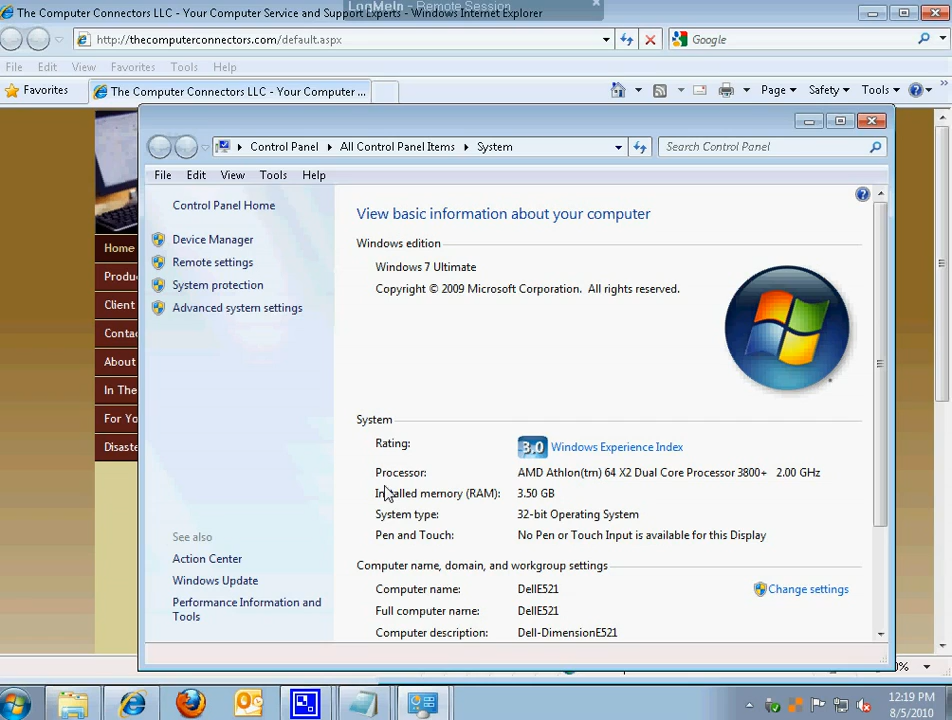 LogMeIn - Remote Session
The Computer Connectors LLC - Your Computer Service and Support Experts - Windows Internet Explorer
http://thecomputerconnectors.com/default.aspx
Google
File Edit View Favorites Tools Help
Favorites
The Computer Connectors LLC - Your Computer ...
Page Safety Tools
Control Panel All Control Panel Items System
Search Control Panel
File Edit View Tools Help
Control Panel Home
Device Manager
Remote settings
System protection
Advanced system settings
See also
Action Center
Windows Update
Performance Information and
Tools
View basic information about your computer
Windows edition
Windows 7 Ultimate
Copyright © 2009 Microsoft Corporation. All rights reserved.
System
Rating: 3.0 Windows Experience Index
Processor: AMD Athlon(tm) 64 X2 Dual Core Processor 3800+ 2.00 GHz
Installed memory (RAM): 3.50 GB
System type: 32-bit Operating System
Pen and Touch: No Pen or Touch Input is available for this Display
Computer name, domain, and workgroup settings
Computer name: DellE521 Change settings
Full computer name: DellE521
Computer description: Dell-DimensionE521
Home
Produ
Client
Conta
About
In The
For Yo
Disaste
0%
12:19 PM
8/5/2010